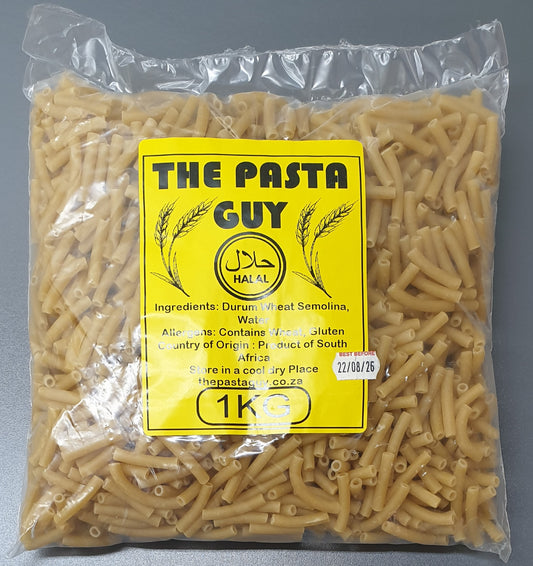 THE PASTA
GUY
حلال
HALAL
Ingredients: Durum Wheat Semolina,
Water
Allergens: Contains Wheat, Gluten
Country of Origin : Product of South
Africa
Store in a cool dry Place
thepastaguy.co.za
1KG
BEST BEFORE
22/08/26